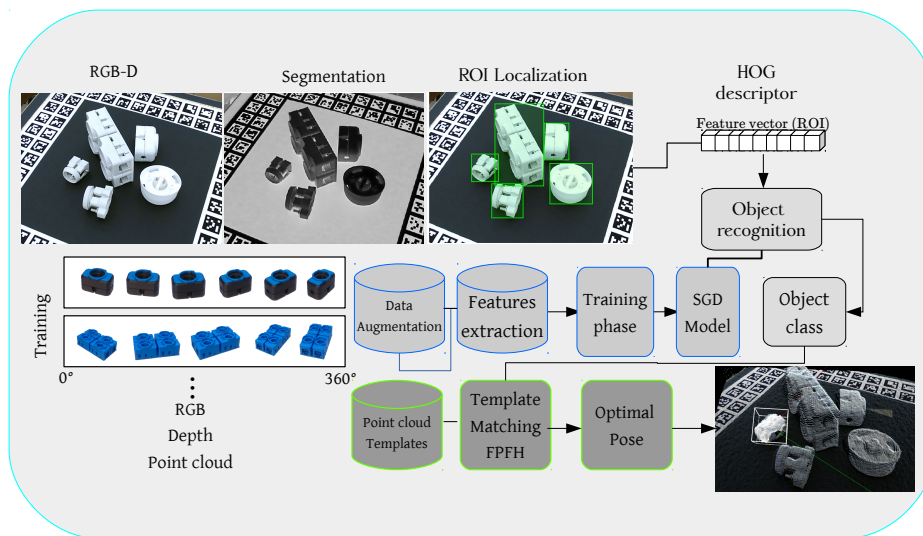 RGB-D
Segmentation
ROI Localization
HOG
descriptor
Feature vector (ROI)
Object
recognition
Training
0°
360°
RGB
Depth
Point cloud
Data
Augmentation
Features
extraction
Training
phase
SGD
Model
Object
class
Point cloud
Templates
Template
Matching
FPFH
Optimal
Pose